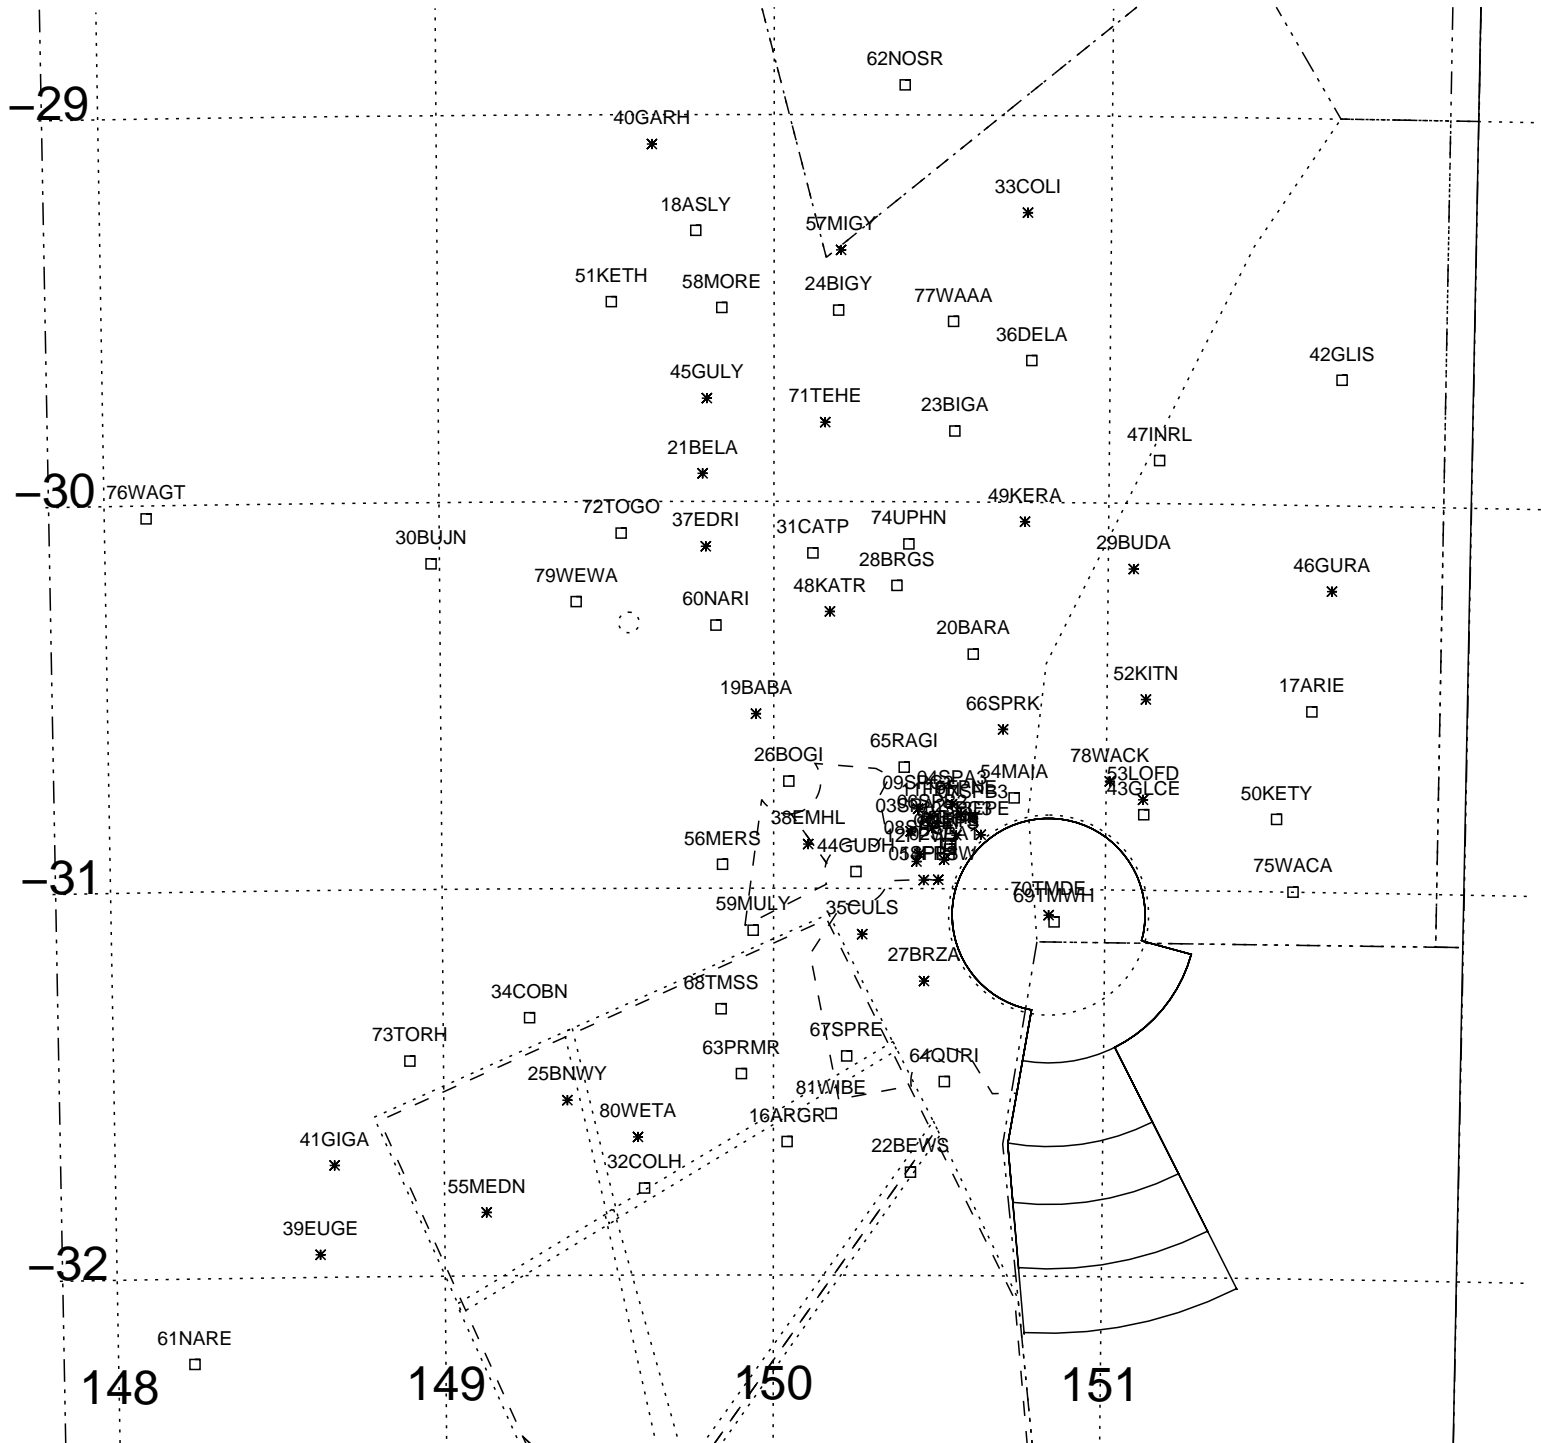 62NOSR
−29
40GARH
33COLI
18ASLY
57MIGY
51KETH
58MORE
24BIGY
77WAAA
36DELA
42GLIS
45GULY
71TEHE
23BIGA
47INRL
21BELA
−30
76WAGT
49KERA
72TOGO
37EDRI
31CATP
74UPHN
30BUJN
29BUDA
28BRGS
46GURA
79WEWA
48KATR
60NARI
20BARA
52KITN
19BABA
17ARIE
66SPRK
65RAGI
26BOGI
78WACK
54MAIA
53LOFD
04SPA3
43GLCE
50KETY
38EMHL
56MERS
44GUDH
−31
75WACA
70TMDE
69TMWH
59MULY
35CULS
27BRZA
68TMSS
34COBN
73TORH
67SPRE
63PRMR
64QURI
25BNWY
81WIBE
80WETA
16ARGR
41GIGA
22BEWS
32COLH
55MEDN
39EUGE
−32
61NARE
148
149
150
151